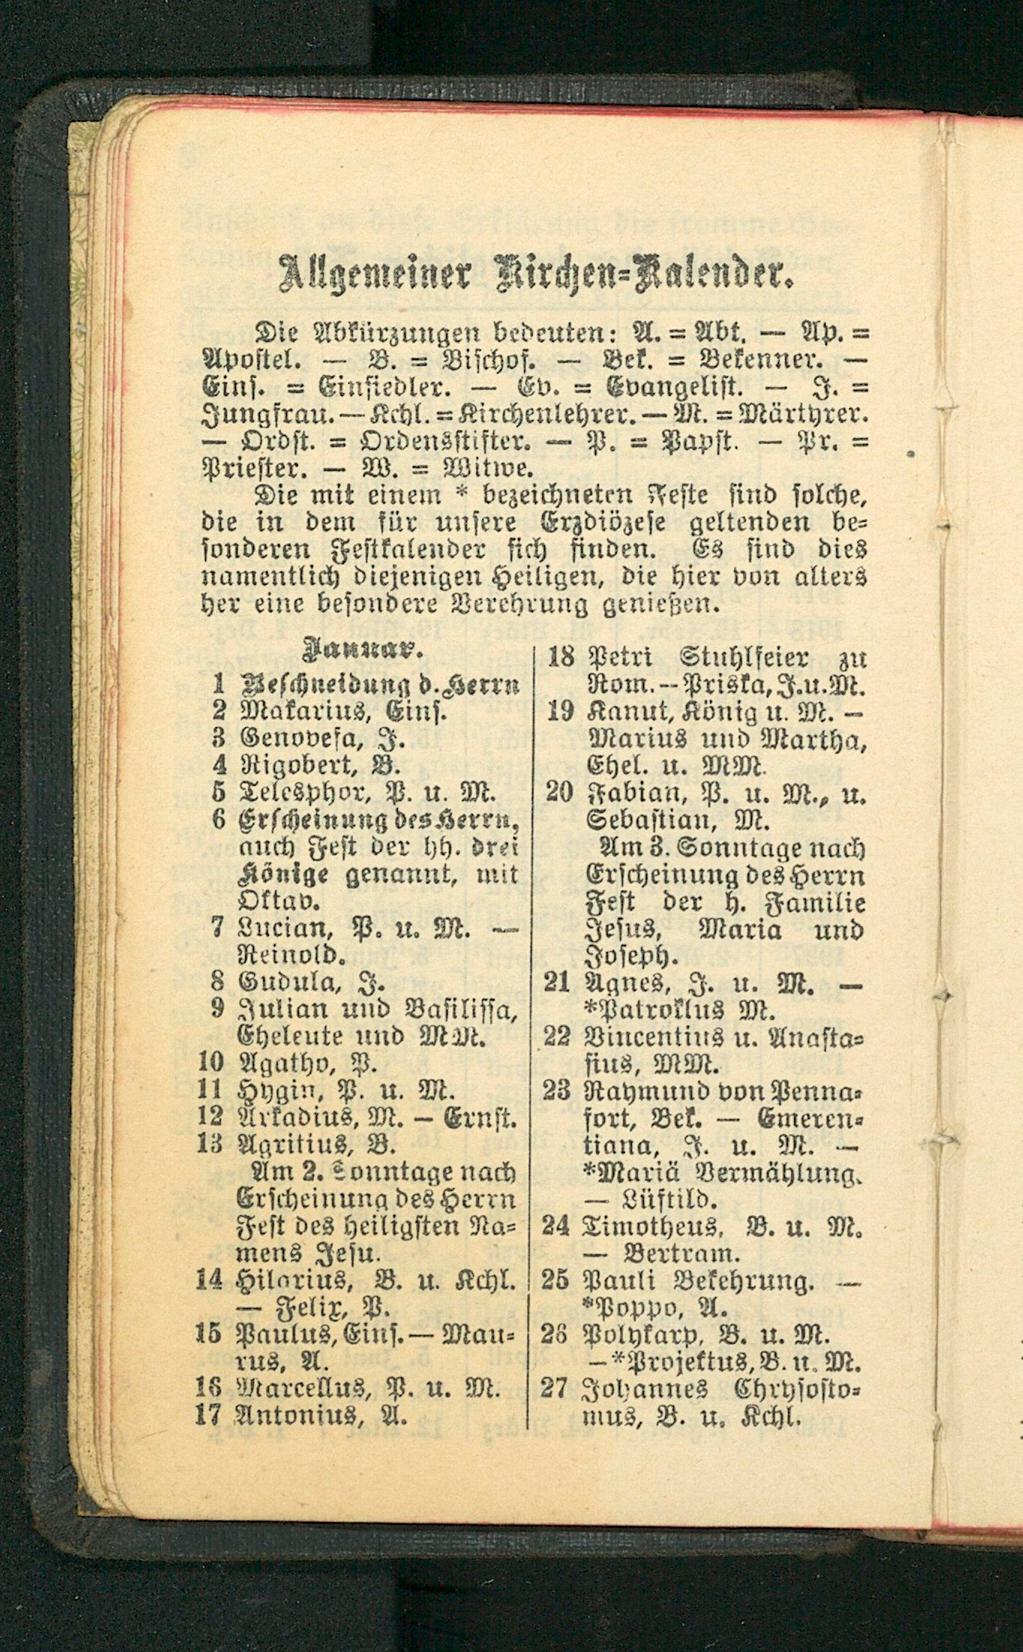 Allgemeiner Kirchen=Kalender.
Die Abkürzungen bedeuten: A. = Abt. — Ap. =
Apostel. — B. = Bischof. — Bek. = Bekenner. —
Eins. = Einsiedler. — Ev. = Evangelist. — J. =
Jungfrau. — Kchl. = Kirchenlehrer. — M. = Märtyrer.
— Ordst. = Ordensstifter. — P. = Papst. — Pr. =
Priester. — W. = Witwe.
Die mit einem * bezeichneten Feste sind solche,
die in dem für unsere Erzdiözese geltenden be=
sonderen Festkalender sich finden. Es sind dies
namentlich diejenigen Heiligen, die hier von alters
her eine besondere Verehrung genießen.
Januar.
1 Beschneidung d. Herrn
2 Makarius, Eins.
3 Genovefa, J.
4 Rigobert, B.
5 Telesphor, P. u. M.
6 Erscheinung des Herrn,
auch Fest der hh. drei
Könige genannt, mit
Oktav.
7 Lucian, P. u. M. —
Reinold.
8 Gudula, J.
9 Julian und Basilissa,
Eheleute und MM.
10 Agatho, P.
11 Hygin, P. u. M.
12 Arkadius, M. — Ernst.
13 Agritius, B.
Am 2. Sonntage nach
Erscheinung des Herrn
Fest des heiligsten Na=
mens Jesu.
14 Hilarius, B. u. Kchl.
— Felix, P.
15 Paulus, Eins. — Mau=
rus, A.
16 Marcellus, P. u. M.
17 Antonius, A.
18 Petri Stuhlfeier zu
Rom. — Priska, J. u. M.
19 Kanut, König u. M. —
Marius und Martha,
Ehel. u. MM.
20 Fabian, P. u. M., u.
Sebastian, M.
Am 3. Sonntage nach
Erscheinung des Herrn
Fest der h. Familie
Jesus, Maria und
Joseph.
21 Agnes, J. u. M. —
*Patroklus M.
22 Vincentius u. Anasta=
sius, MM.
23 Raymund von Penna=
fort, Bek. — Emeren=
tiana, J. u. M. —
*Mariä Vermählung.
— Lüftild.
24 Timotheus, B. u. M.
— Bertram.
25 Pauli Bekehrung. —
*Poppo, A.
26 Polykarp, B. u. M.
— *Projektus, B. u. M.
27 Johannes Chrysosto=
mus, B. u. Kchl.